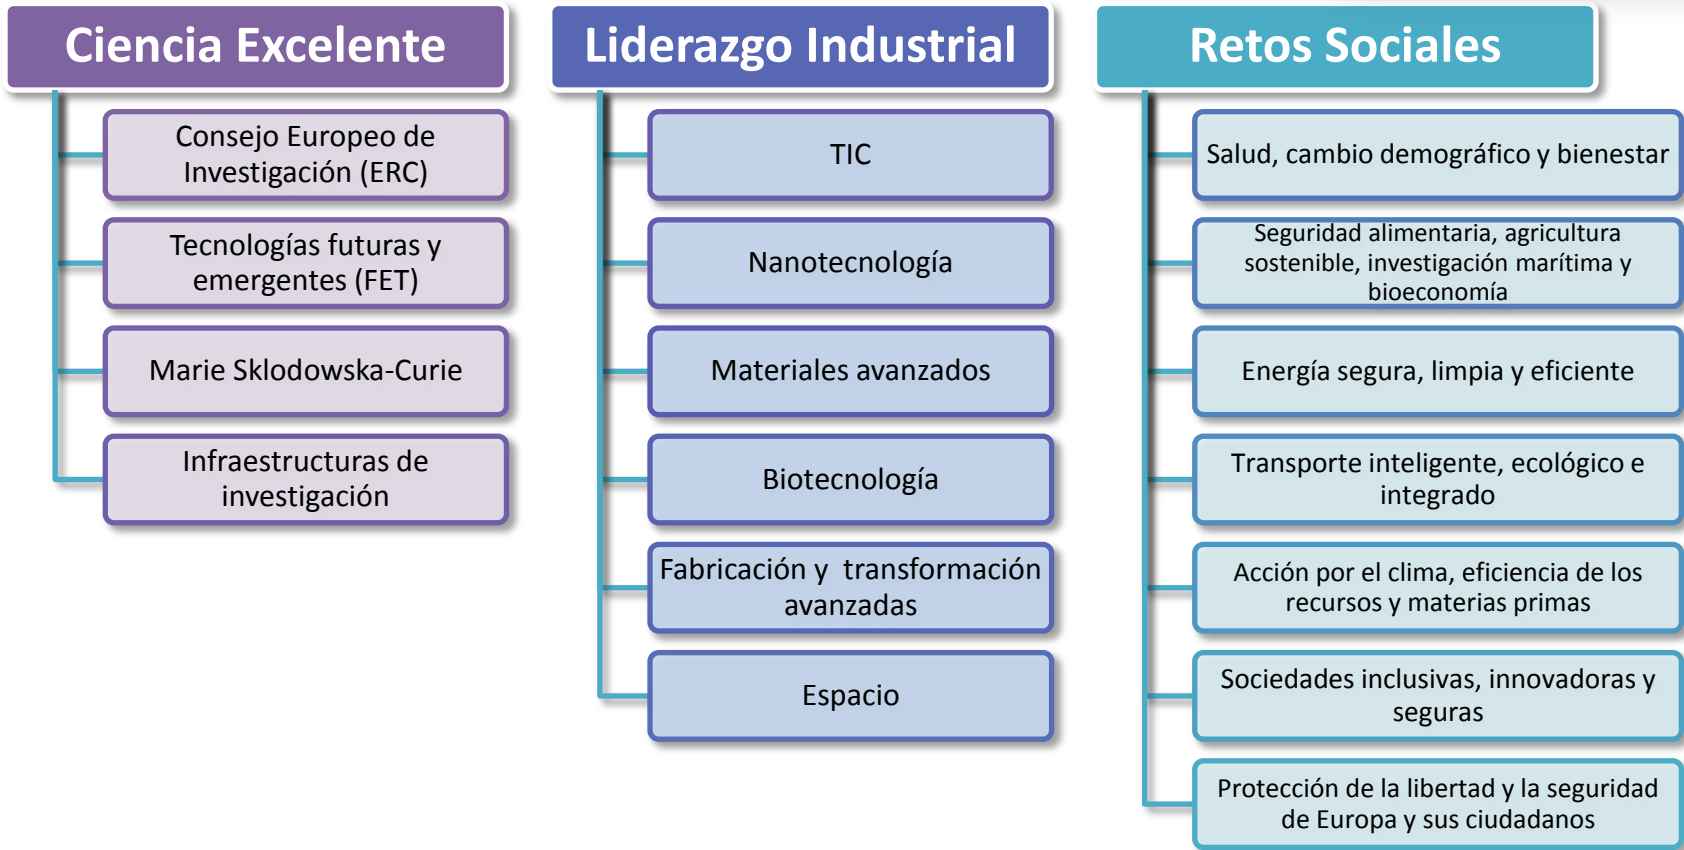 Ciencia Excelente
Consejo Europeo de
Investigación (ERC)
Tecnologías futuras y
emergentes (FET)
Marie Sklodowska-Curie
Infraestructuras de
investigación
Liderazgo Industrial
TIC
Nanotecnología
Materiales avanzados
Biotecnología
Fabricación y transformación
avanzadas
Espacio
Retos Sociales
Salud, cambio demográfico y bienestar
Seguridad alimentaria, agricultura
sostenible, investigación marítima y
bioeconomía
Energía segura, limpia y eficiente
Transporte inteligente, ecológico e
integrado
Acción por el clima, eficiencia de los
recursos y materias primas
Sociedades inclusivas, innovadoras y
seguras
Protección de la libertad y la seguridad
de Europa y sus ciudadanos